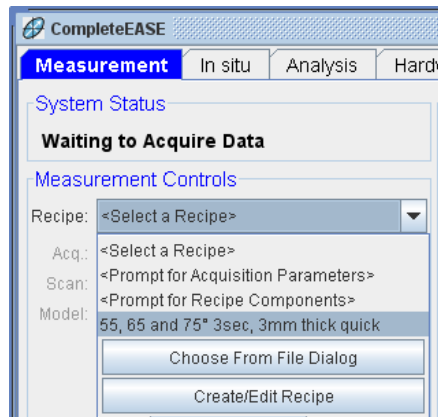 CompleteEASE
Measurement In situ Analysis
System Status
Waiting to Acquire Data
Measurement Controls
Recipe: <Select a Recipe>
Acq.: <Select a Recipe>
Scan: <Prompt for Acquisition Parameters>
<Prompt for Recipe Components>
Model: 55, 65 and 75° 3sec, 3mm thick quick
Choose From File Dialog
Create/Edit Recipe